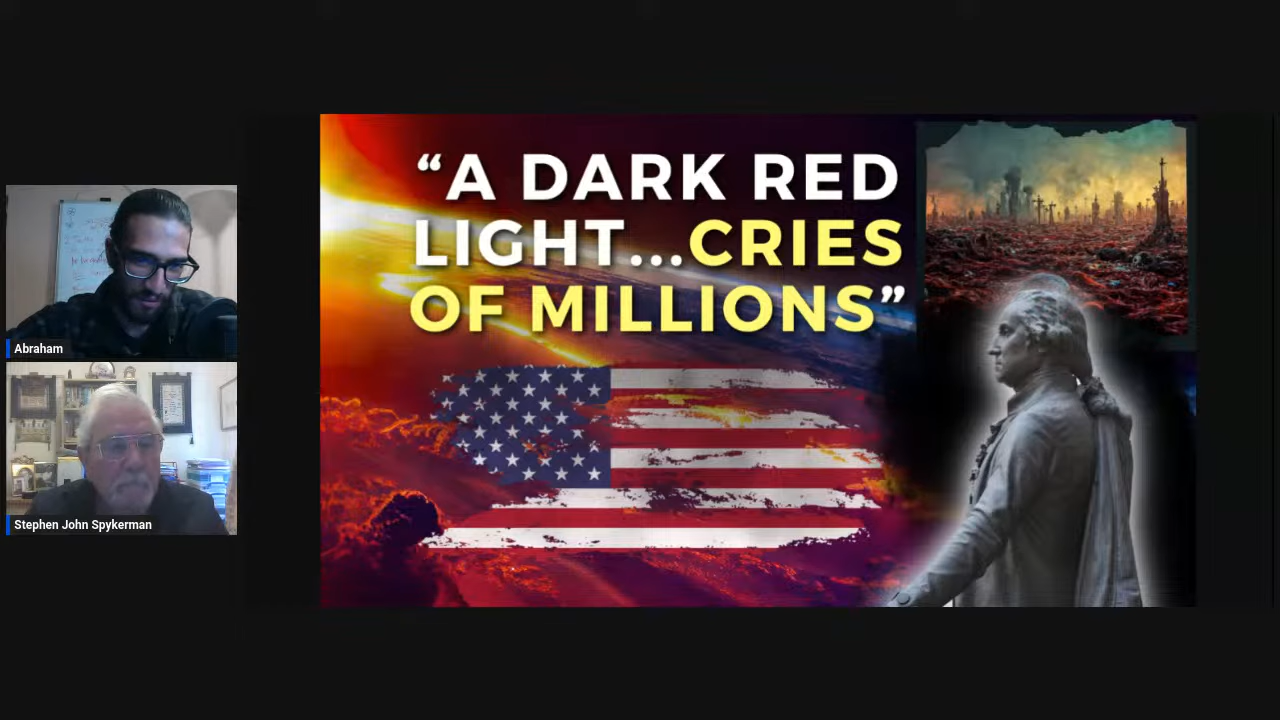 “A DARK RED
LIGHT...CRIES
OF MILLIONS”
Abraham
Stephen John Spykerman